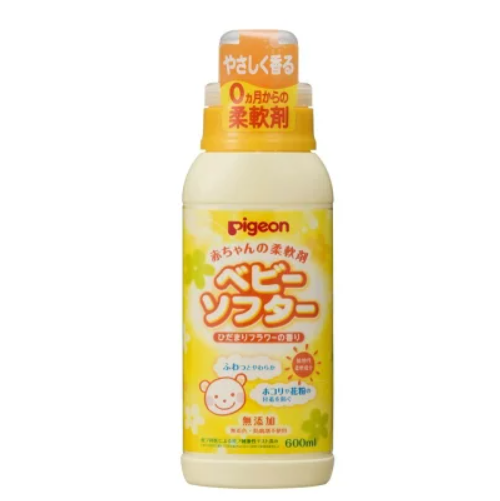 やさしく香る
0ヵ月からの
柔軟剤
Pigeon
赤ちゃんの柔軟剤
ベビー
ソフター
ひだまりフラワーの香り
ふわっとやわらか
ホコリや花粉の
付着を防ぐ
無添加
600ml